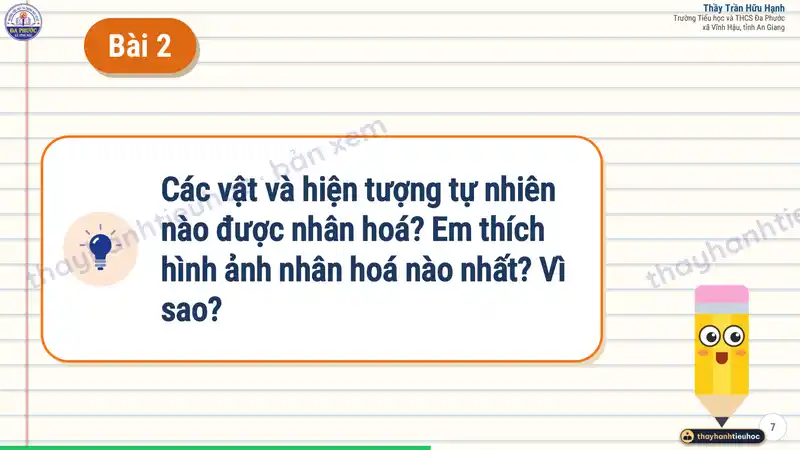 Thầy Trần Hữu Hạnh
Trường Tiểu học và THCS Đa Phước
xã Vĩnh Hậu, tỉnh An Giang
ĐA PHƯỚC
Bài 2
Các vật và hiện tượng tự nhiên
nào được nhân hoá? Em thích
hình ảnh nhân hoá nào nhất? Vì
sao?
thayhanhtieuhoc
7